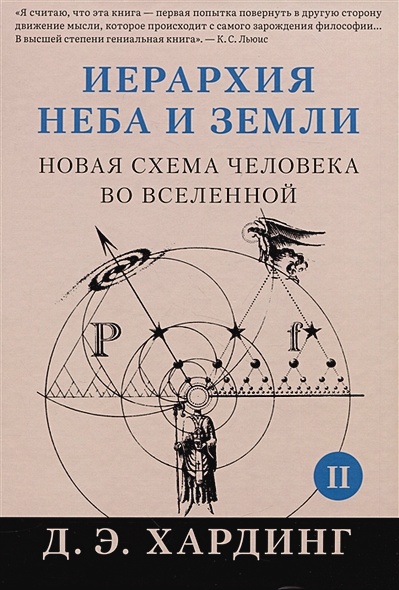 «Я считаю, что эта книга — первая попытка повернуть в другую сторону
движение мысли, которое происходит с самого зарождения философии...
В высшей степени гениальная книга». — К. С. Льюис
ИЕРАРХИЯ
НЕБА И ЗЕМЛИ
НОВАЯ СХЕМА ЧЕЛОВЕКА
ВО ВСЕЛЕННОЙ
P f
II
Д. Э. ХАРДИНГ